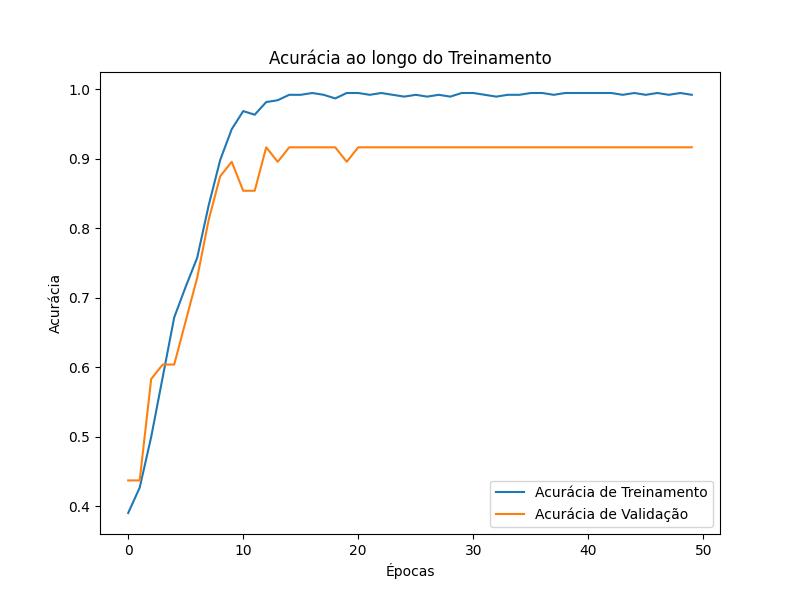 Acurácia ao longo do Treinamento
1.0
0.9
0.8
0.7
0.6
0.5
0.4
Acurácia
0 10 20 30 40 50
Épocas
Acurácia de Treinamento
Acurácia de Validação